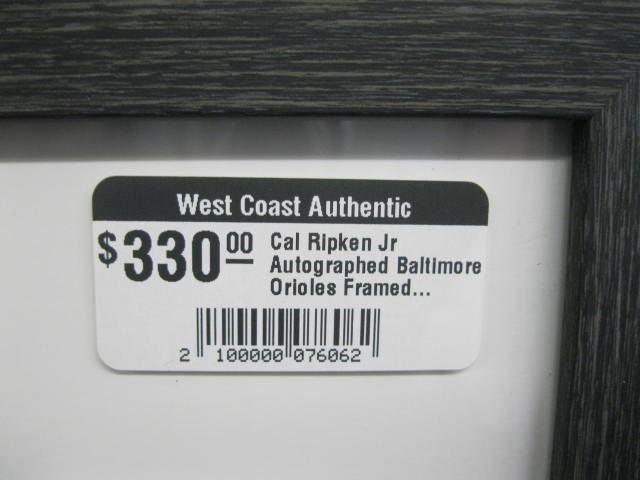 West Coast Authentic
$330 00
Cal Ripken Jr
Autographed Baltimore
Orioles Framed...
2 100000 076062